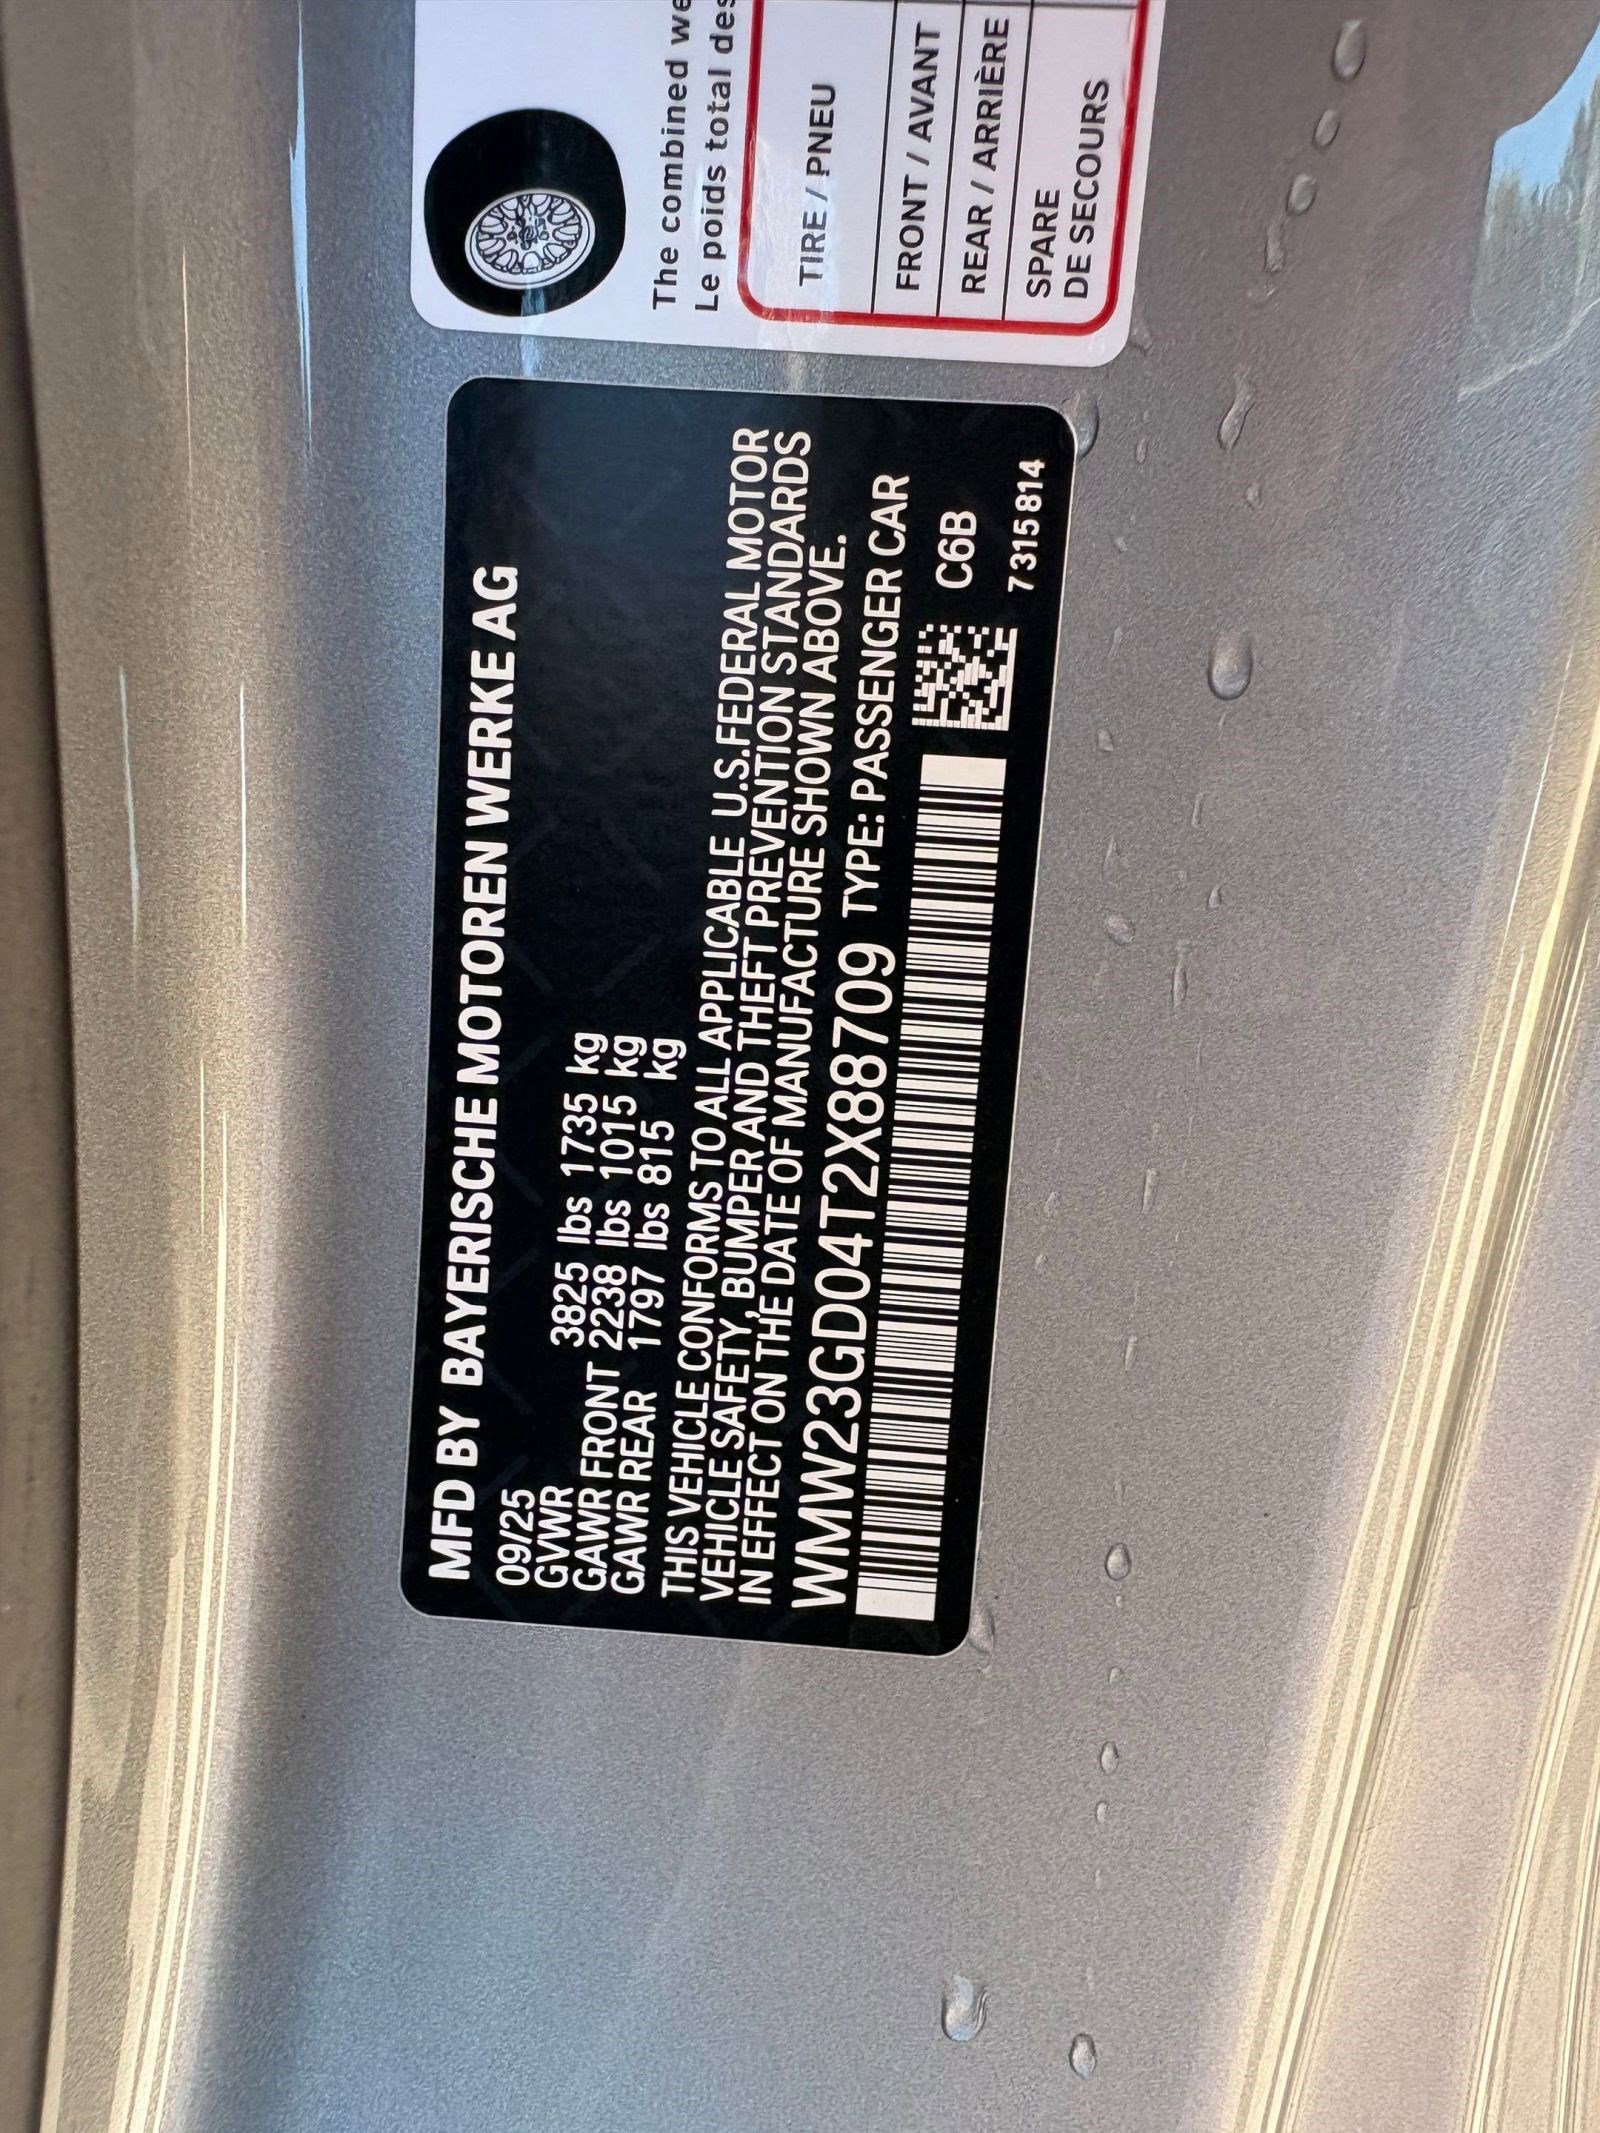 MFD BY BAYERISCHE MOTOREN WERKE AG
09/25
GVWR 3825 lbs 1735 kg
GAWR FRONT 2238 lbs 1015 kg
GAWR REAR 1797 lbs 815 kg
THIS VEHICLE CONFORMS TO ALL APPLICABLE U.S.FEDERAL MOTOR
VEHICLE SAFETY, BUMPER AND THEFT PREVENTION STANDARDS
IN EFFECT ON THE DATE OF MANUFACTURE SHOWN ABOVE.
WMW23GD04T2X88709 TYPE: PASSENGER CAR
C6B
7 315 814
The combined we
Le poids total des
TIRE / PNEU
FRONT / AVANT
REAR / ARRIÈRE
SPARE
DE SECOURS